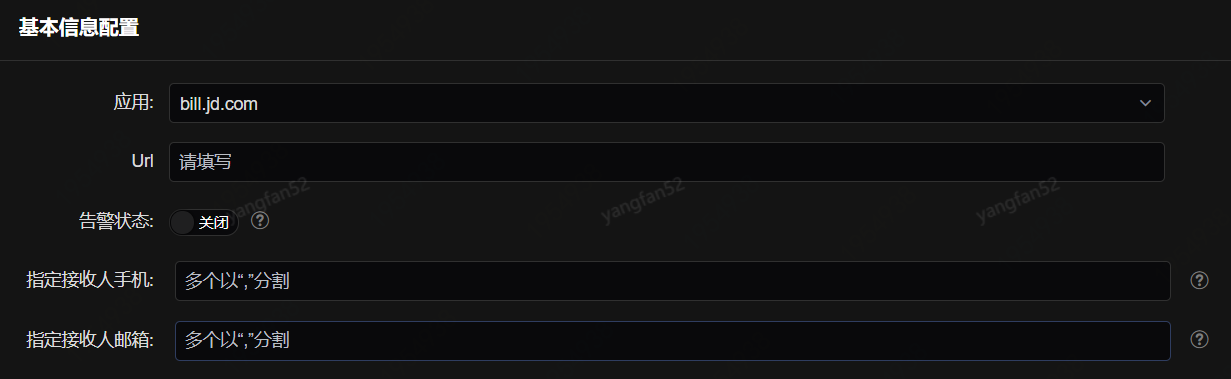 基本信息配置
应用: bill.jd.com
Url 请填写
告警状态: 关闭 ?
指定接收人手机: 多个以“,”分割 ?
指定接收人邮箱: 多个以“,”分割 ?
yangfan52 yangfan52 yangfan52